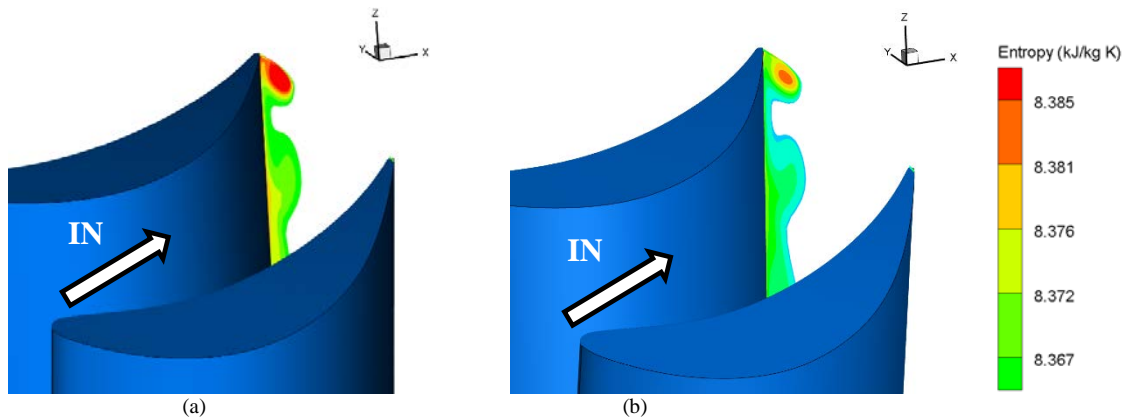 Z
Y
X
IN
(a)
Z
Y
X
IN
(b)
Entropy (kJ/kg K)
8.385
8.381
8.376
8.372
8.367